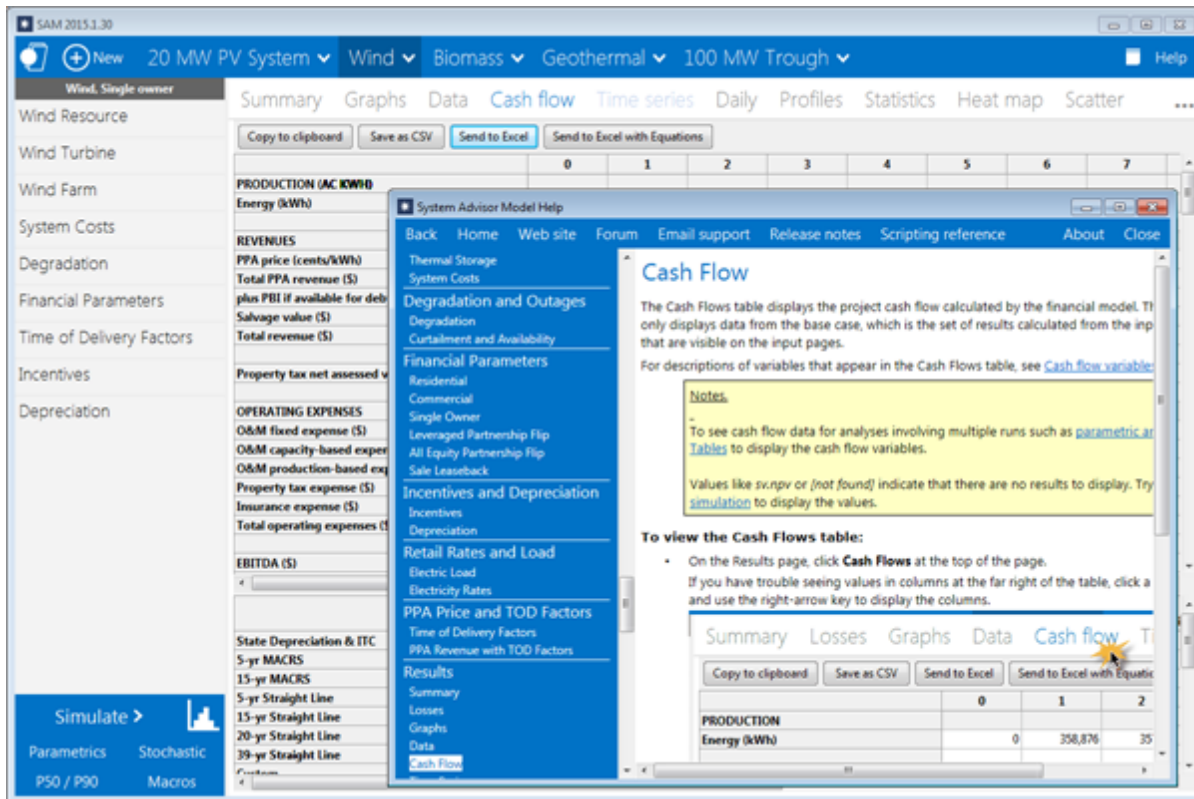 SAM 2015.1.30
New 20 MW PV System Wind Biomass Geothermal 100 MW Trough Help
Wind, Single owner
Wind Resource
Wind Turbine
Wind Farm
System Costs
Degradation
Financial Parameters
Time of Delivery Factors
Incentives
Depreciation
Simulate >
Parametrics Stochastic
P50 / P90 Macros
Summary Graphs Data Cash flow Time series Daily Profiles Statistics Heat map Scatter ...
Copy to clipboard Save as CSV Send to Excel Send to Excel with Equations
0 1 2 3 4 5 6 7
PRODUCTION (AC KWH)
Energy (kWh)
REVENUES
PPA price (cents/kWh)
Total PPA revenue ($)
plus PBI if available for deb
Salvage value ($)
Total revenue ($)
Property tax net assessed v
OPERATING EXPENSES
O&M fixed expense ($)
O&M capacity-based exper
O&M production-based exp
Property tax expense ($)
Insurance expense ($)
Total operating expenses ($
EBITDA ($)
State Depreciation & ITC
5-yr MACRS
15-yr MACRS
5-yr Straight Line
15-yr Straight Line
20-yr Straight Line
39-yr Straight Line
System Advisor Model Help
Back Home Web site Forum Email support Release notes Scripting reference About Close
Thermal Storage
System Costs
Degradation and Outages
Degradation
Curtailment and Availability
Financial Parameters
Residential
Commercial
Single Owner
Leveraged Partnership Flip
All Equity Partnership Flip
Sale Leaseback
Incentives and Depreciation
Incentives
Depreciation
Retail Rates and Load
Electric Load
Electricity Rates
PPA Price and TOD Factors
Time of Delivery Factors
PPA Revenue with TOD Factors
Results
Summary
Losses
Graphs
Data
Cash Flow
Cash Flow
The Cash Flows table displays the project cash flow calculated by the financial model. Th
only displays data from the base case, which is the set of results calculated from the inp
that are visible on the input pages.
For descriptions of variables that appear in the Cash Flows table, see Cash flow variable
Notes.
To see cash flow data for analyses involving multiple runs such as parametric ar
Tables to display the cash flow variables.
Values like sv.npv or [not found] indicate that there are no results to display. Try
simulation to display the values.
To view the Cash Flows table:
• On the Results page, click Cash Flows at the top of the page.
If you have trouble seeing values in columns at the far right of the table, click a
and use the right-arrow key to display the columns.
Summary Losses Graphs Data Cash flow Ti
Copy to clipboard Save as CSV Send to Excel Send to Excel with Equatic
0 1 2
PRODUCTION
Energy (kWh) 0 358,876 35